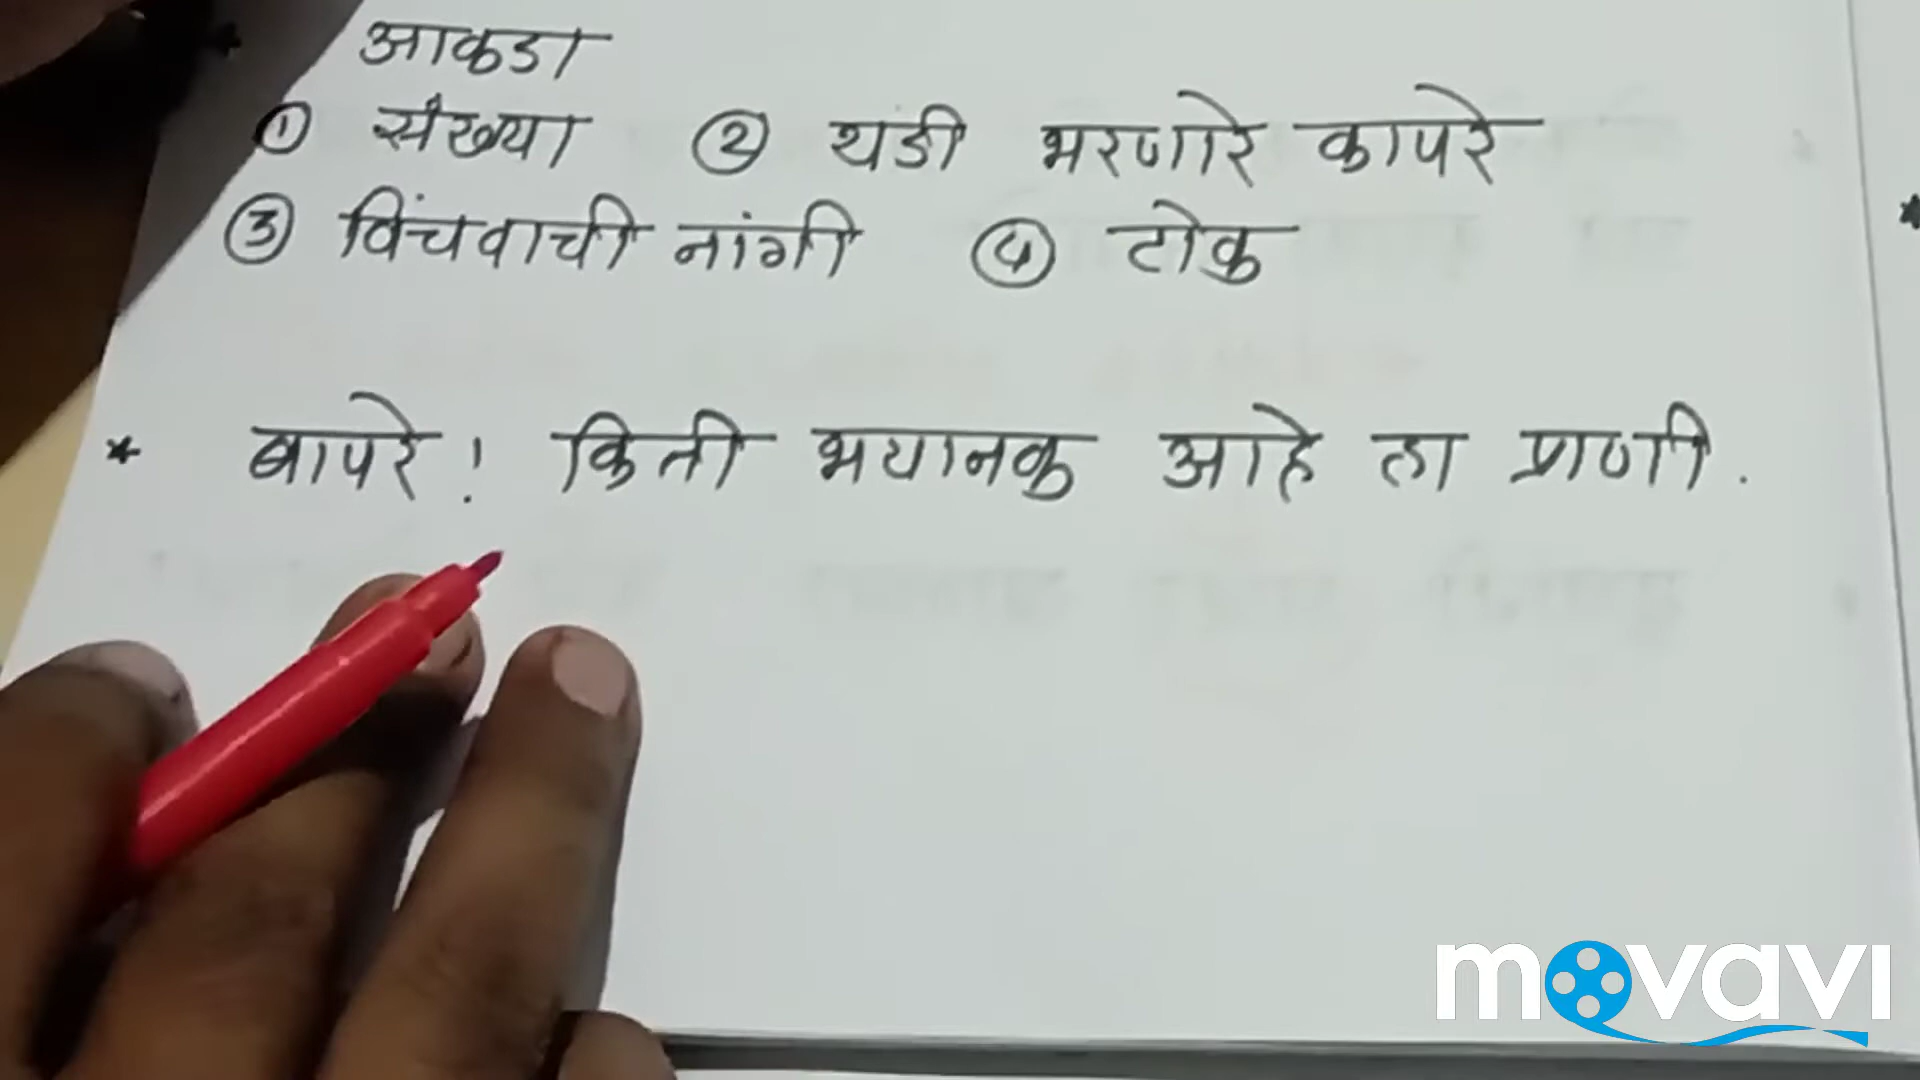 * आकडा
① संख्या ② थंडी भरणारे कापरे
③ विंचवाची नांगी ④ टोक
* बापरे! किती भयानक आहे हा प्राणी.
*
movavi